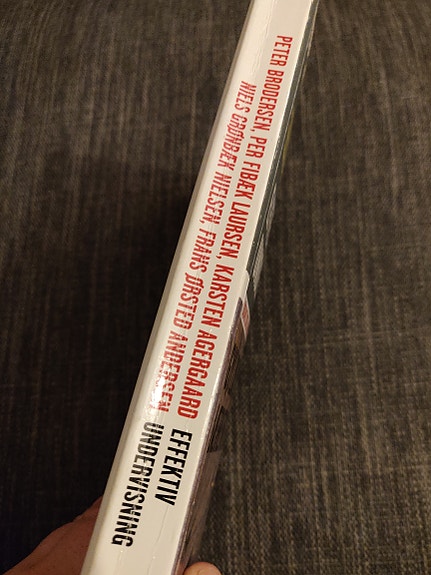 PETER BRODERSEN, PER FIBÆK LAURSEN, KARSTEN AGERGAARD
NIELS GRØNBÆK NIELSEN, FRANS ØRSTED ANDERSEN
EFFEKTIV
UNDERVISNING